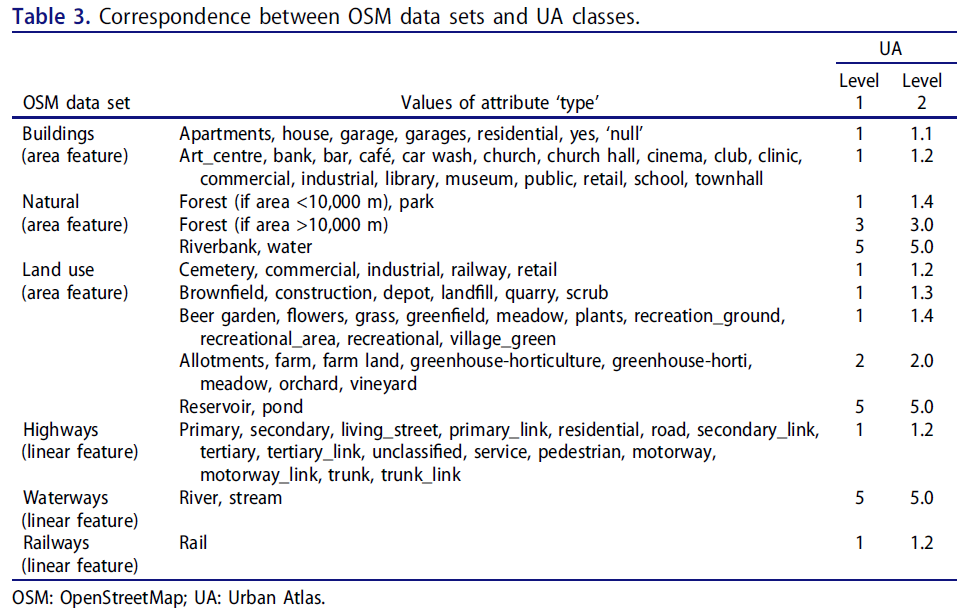 Table 3. Correspondence between OSM data sets and UA classes.
UA
Level Level
OSM data set Values of attribute ‘type’ 1 2
Buildings Apartments, house, garage, garages, residential, yes, ‘null’ 1 1.1
(area feature) Art_centre, bank, bar, café, car wash, church, church hall, cinema, club, clinic, 1 1.2
commercial, industrial, library, museum, public, retail, school, townhall
Natural Forest (if area <10,000 m), park 1 1.4
(area feature) Forest (if area >10,000 m) 3 3.0
Riverbank, water 5 5.0
Land use Cemetery, commercial, industrial, railway, retail 1 1.2
(area feature) Brownfield, construction, depot, landfill, quarry, scrub 1 1.3
Beer garden, flowers, grass, greenfield, meadow, plants, recreation_ground, 1 1.4
recreational_area, recreational, village_green
Allotments, farm, farm land, greenhouse-horticulture, greenhouse-horti, 2 2.0
meadow, orchard, vineyard
Reservoir, pond 5 5.0
Highways Primary, secondary, living_street, primary_link, residential, road, secondary_link, 1 1.2
(linear feature) tertiary, tertiary_link, unclassified, service, pedestrian, motorway,
motorway_link, trunk, trunk_link
Waterways River, stream 5 5.0
(linear feature)
Railways Rail 1 1.2
(linear feature)
OSM: OpenStreetMap; UA: Urban Atlas.